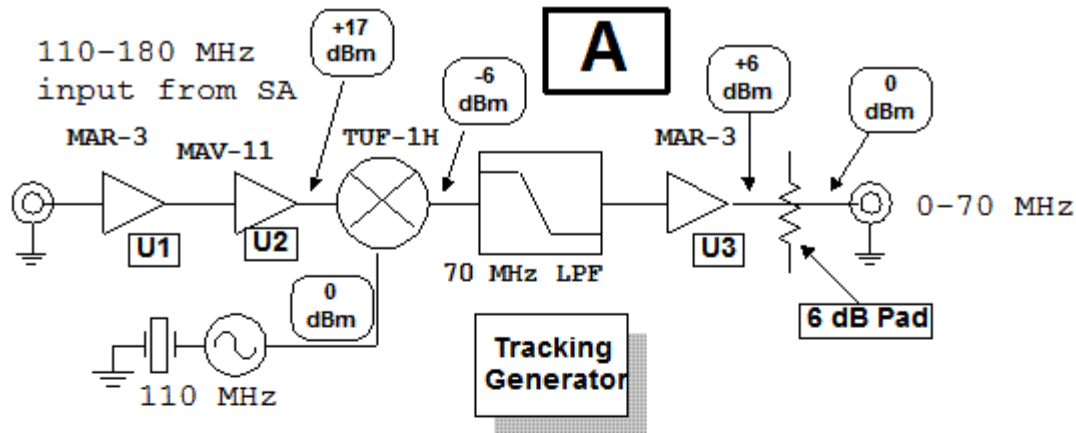 110-180 MHz
input from SA
+17
dBm
-6
dBm
A
+6
dBm
0
dBm
MAR-3
MAV-11
TUF-1H
MAR-3
0-70 MHz
U1
U2
U3
70 MHz LPF
0
dBm
6 dB Pad
110 MHz
Tracking
Generator